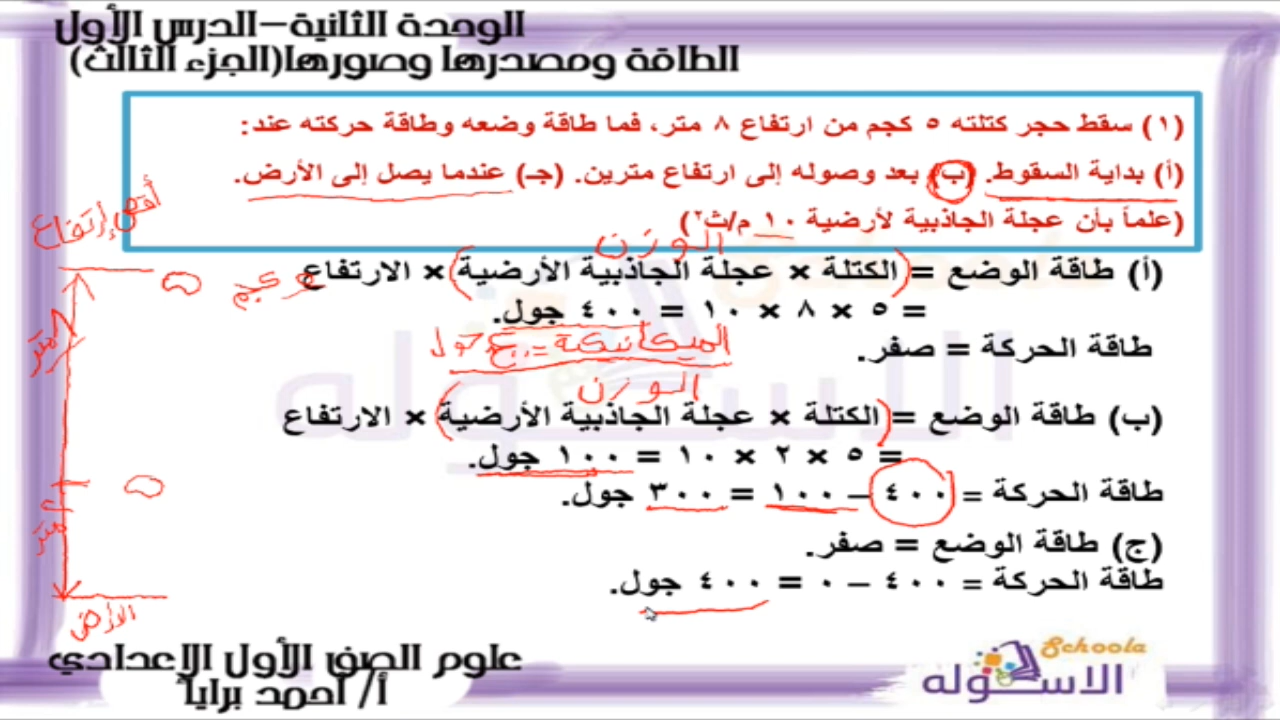 الوحدة الثانية–الدرس الأول
الطاقة ومصدرها وصورها(الجزء الثالث)
(١) سقط حجر كتلته ٥ كجم من ارتفاع ٨ متر، فما طاقة وضعه وطاقة حركته عند:
(أ) بداية السقوط. (ب) بعد وصوله إلى ارتفاع مترين. (جـ) عندما يصل إلى الأرض.
(علماً بأن عجلة الجاذبية لأرضية ١٠ م/ث٢)
أقصى إرتفاع
الوزن
(أ) طاقة الوضع = (الكتلة × عجلة الجاذبية الأرضية) × الارتفاع
كجم
= ٥ × ٨ × ١٠ = ٤٠٠ جول.
الميكانيكية = جول
متر
طاقة الحركة = صفر.
الوزن
(ب) طاقة الوضع = (الكتلة × عجلة الجاذبية الأرضية) × الارتفاع
= ٥ × ٢ × ١٠ = ١٠٠ جول.
طاقة الحركة = ٤٠٠ – ١٠٠ = ٣٠٠ جول.
متر
(ج) طاقة الوضع = صفر.
طاقة الحركة = ٤٠٠ – ٠ = ٤٠٠ جول.
الأرض
علوم الصف الأول الإعدادي
أ/ أحمد برايا
Schoola
الاسكوله